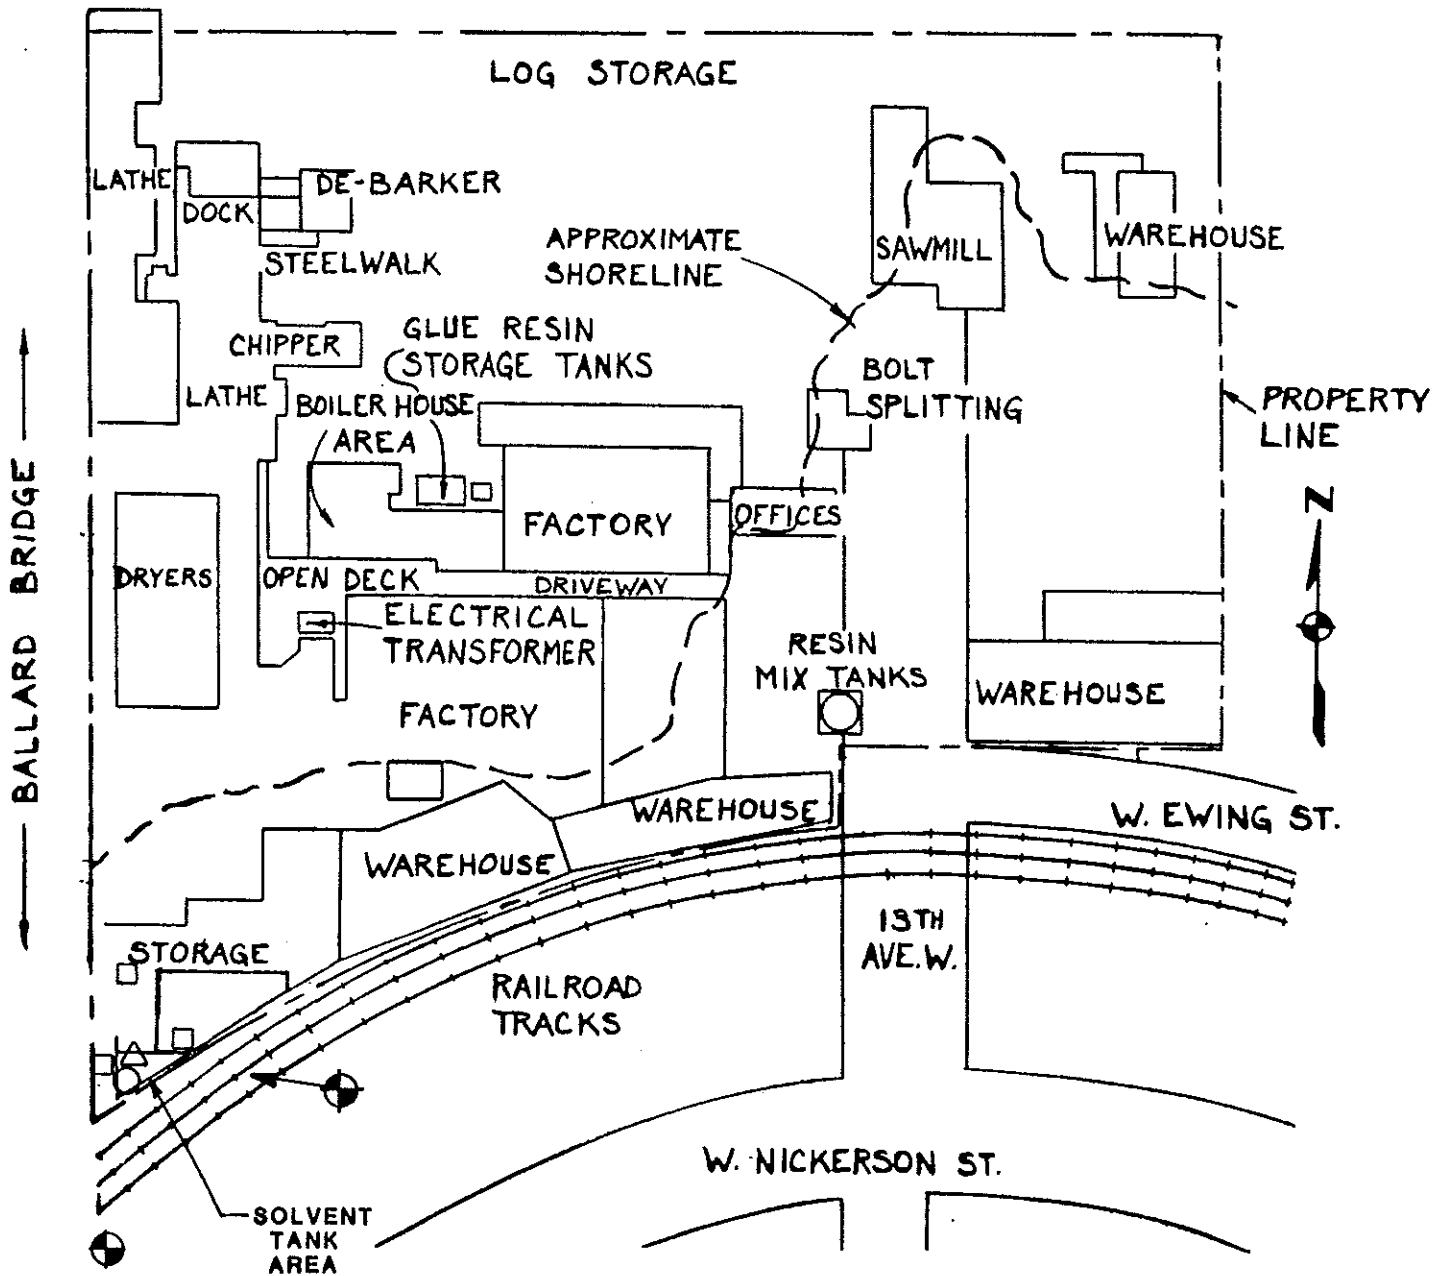 LOG STORAGE
LATHE
DE-BARKER
DOCK
STEELWALK
APPROXIMATE
SHORELINE
SAWMILL
WAREHOUSE
CHIPPER
GLUE RESIN
STORAGE TANKS
LATHE
BOILER HOUSE
AREA
BOLT
SPLITTING
PROPERTY
LINE
N
BALLARD BRIDGE
FACTORY
OFFICES
DRYERS
OPEN DECK
DRIVEWAY
ELECTRICAL
TRANSFORMER
RESIN
MIX TANKS
FACTORY
WAREHOUSE
WAREHOUSE
W. EWING ST.
WAREHOUSE
13TH
AVE. W.
STORAGE
RAILROAD
TRACKS
W. NICKERSON ST.
SOLVENT
TANK
AREA